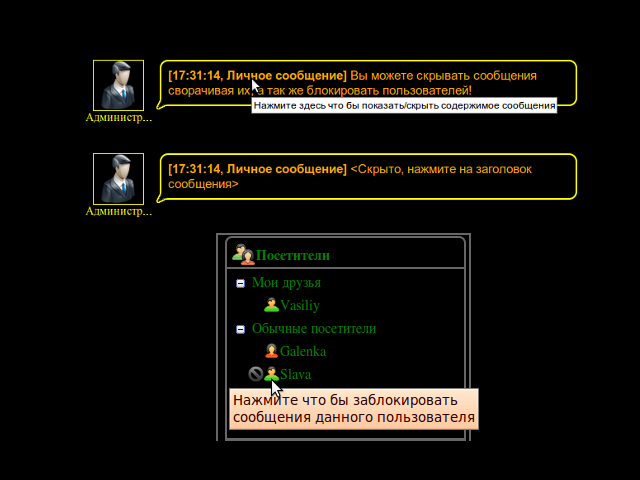 [17:31:14, Личное сообщение] Вы можете скрывать сообщения
сворачивая их, а так же блокировать пользователей!
Нажмите здесь что бы показать/скрыть содержимое сообщения
Администр...
[17:31:14, Личное сообщение] <Скрыто, нажмите на заголовок
сообщения>
Администр...
Посетители
Мои друзья
Vasiliy
Обычные посетители
Galenka
Slava
Нажмите что бы заблокировать
сообщения данного пользователя